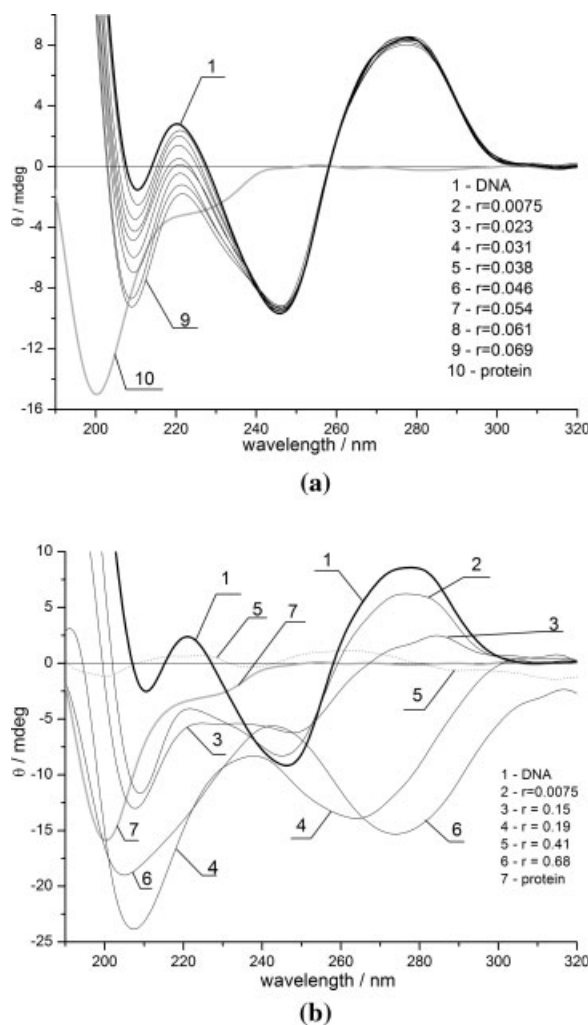 8
4
0
-4
-8
-12
-16
θ / mdeg
1
9
10
1 - DNA
2 - r=0.0075
3 - r=0.023
4 - r=0.031
5 - r=0.038
6 - r=0.046
7 - r=0.054
8 - r=0.061
9 - r=0.069
10 - protein
200 220 240 260 280 300 320
wavelength / nm
(a)
10
5
0
-5
-10
-15
-20
-25
θ / mdeg
1 5 7 1 2
3
3 5
7 6 4 4 6
1 - DNA
2 - r=0.0075
3 - r = 0.15
4 - r = 0.19
5 - r = 0.41
6 - r = 0.68
7 - protein
200 220 240 260 280 300 320
wavelength / nm
(b)